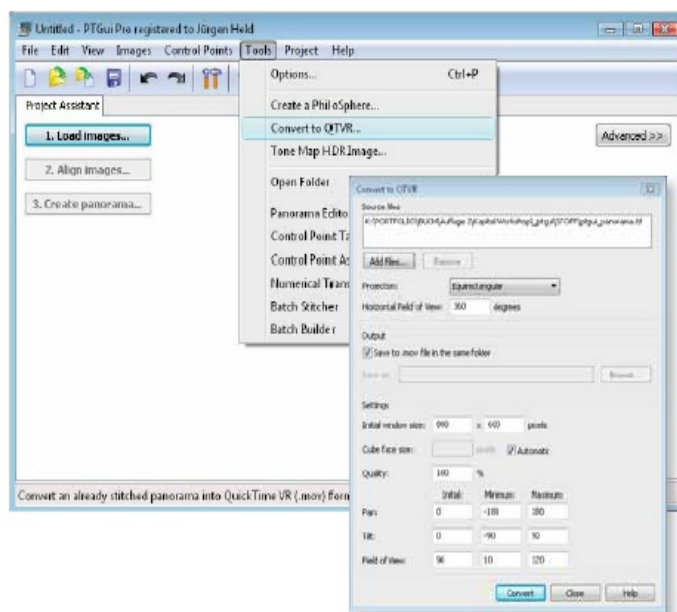 Untitled - PTGui Pro registered to Jürgen Held
File Edit View Images Control Points Tools Project Help
Options... Ctrl+P
Project Assistant
Create a PhiloSphere...
1. Load images...
Convert to QTVR...
Advanced >>
Tone Map HDR Image...
2. Align images...
Open Folder
3. Create panorama...
Panorama Edito
Control Point Ta
Control Point As
Numerical Trans
Batch Stitcher
Batch Builder
Convert an already stitched panorama into QuickTime VR (.mov) form
Convert to QTVR
Source files
Add files... Remove
Projection: Equirectangular
Horizontal Field of View: 360 degrees
Output
Save to .mov file in the same folder
Save as: Browse...
Settings
Initial window size: x pixels
Cube face size: pixels Automatic
Quality: 100 %
Initial: Minimum: Maximum:
Pan: 0 -180 180
Tilt: 0 -90 90
Field of View: 10 120
Convert Close Help